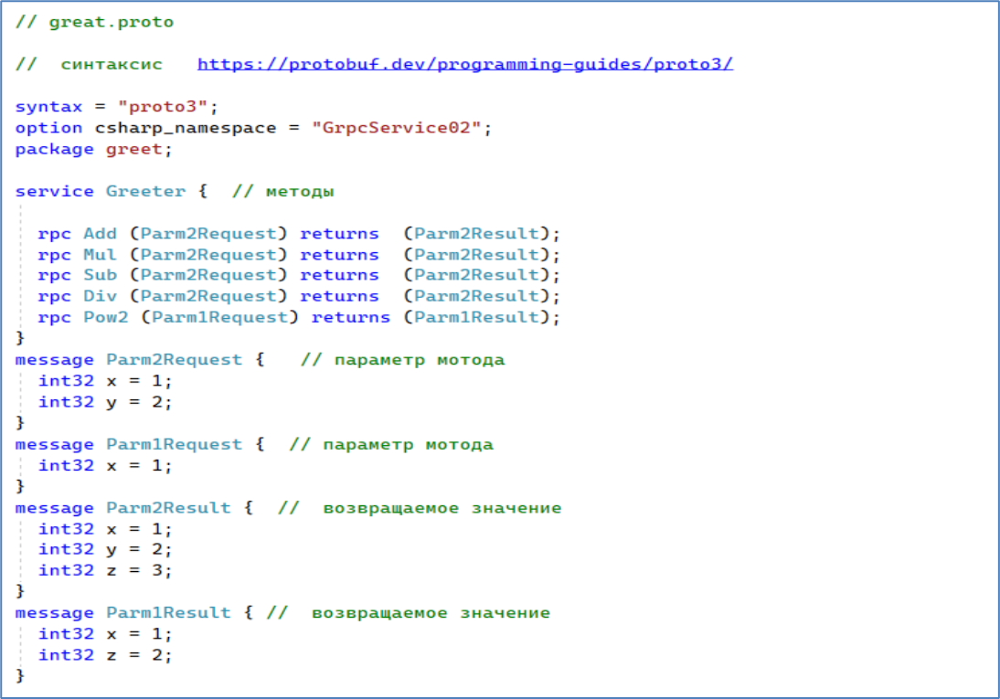 // great.proto
// синтаксис https://protobuf.dev/programming-guides/proto3/
syntax = "proto3";
option csharp_namespace = "GrpcService02";
package greet;
service Greeter { // методы
rpc Add (Parm2Request) returns (Parm2Result);
rpc Mul (Parm2Request) returns (Parm2Result);
rpc Sub (Parm2Request) returns (Parm2Result);
rpc Div (Parm2Request) returns (Parm2Result);
rpc Pow2 (Parm1Request) returns (Parm1Result);
}
message Parm2Request { // параметр мотода
int32 x = 1;
int32 y = 2;
}
message Parm1Request { // параметр мотода
int32 x = 1;
}
message Parm2Result { // возвращаемое значение
int32 x = 1;
int32 y = 2;
int32 z = 3;
}
message Parm1Result { // возвращаемое значение
int32 x = 1;
int32 z = 2;
}